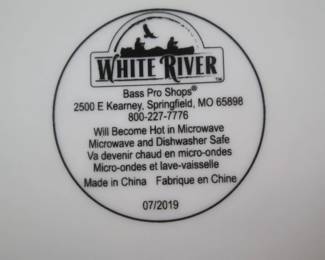 WHITE RIVER™
Bass Pro Shops®
2500 E Kearney, Springfield, MO 65898
800-227-7776
Will Become Hot in Microwave
Microwave and Dishwasher Safe
Va devenir chaud en micro-ondes
Micro-ondes et lave-vaisselle
Made in China Fabrique en Chine
07/2019